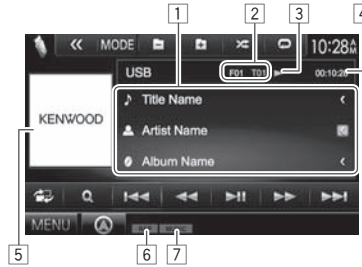 1 2 3 4
MODE 10:28
USB F01 T01 00:10:20
Title Name
KENWOOD
Artist Name
Album Name
MENU A
5 6 7